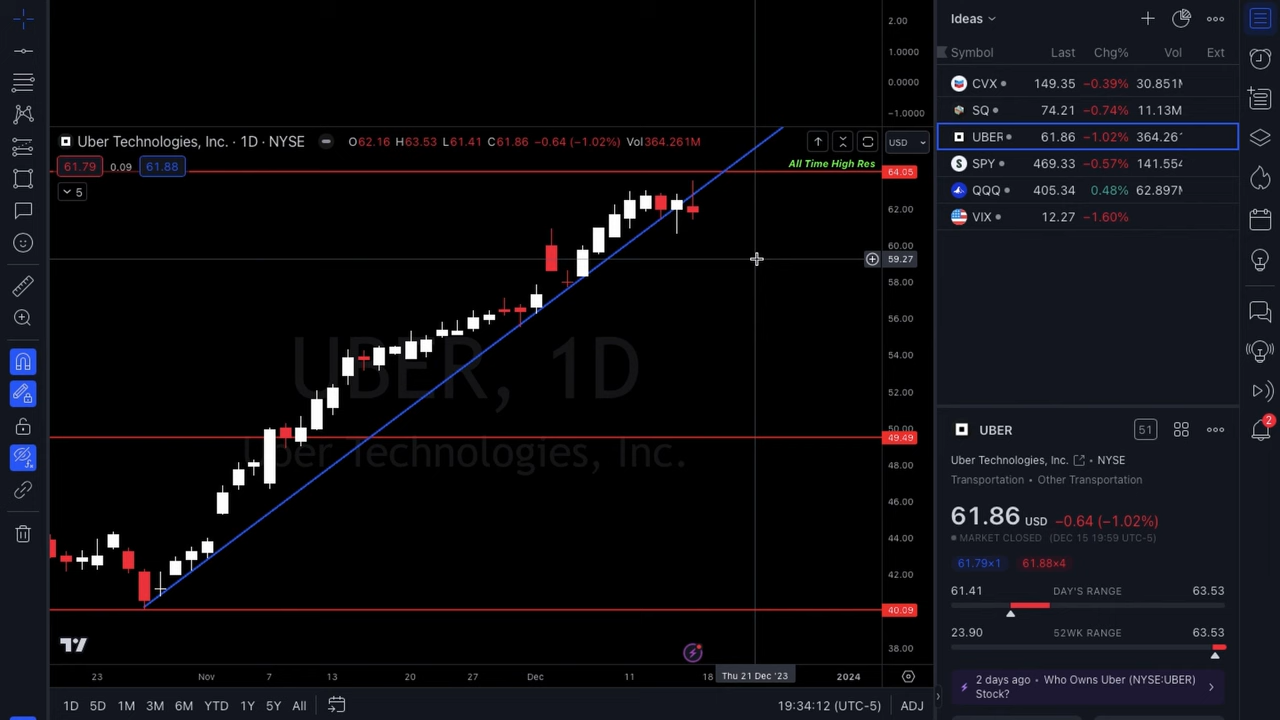 2.00
1.0000
0.0000
−1.0000
Uber Technologies, Inc. · 1D · NYSE
O62.16 H63.53 L61.41 C61.86 −0.64 (−1.02%) Vol364.261M
USD
61.79 0.09 61.88
5
All Time High Res
64.05
62.00
60.00
59.27
58.00
56.00
54.00
52.00
50.00
49.49
48.00
46.00
44.00
42.00
40.09
38.00
UBER, 1D
Uber Technologies, Inc.
23 Nov 7 13 20 27 Dec 11 18 Thu 21 Dec '23 2024
1D 5D 1M 3M 6M YTD 1Y 5Y All
19:34:12 (UTC-5) ADJ
Ideas
Symbol Last Chg% Vol Ext
CVX 149.35 −0.39% 30.851M
SQ 74.21 −0.74% 11.13M
UBER 61.86 −1.02% 364.261
SPY 469.33 −0.57% 141.554
QQQ 405.34 0.48% 62.897M
VIX 12.27 −1.60%
UBER
51
Uber Technologies, Inc. • NYSE
Transportation • Other Transportation
61.86 USD −0.64 (−1.02%)
MARKET CLOSED (DEC 15 19:59 UTC-5)
61.79×1 61.88×4
61.41 DAY'S RANGE 63.53
23.90 52WK RANGE 63.53
2 days ago • Who Owns Uber (NYSE:UBER)
Stock?
2